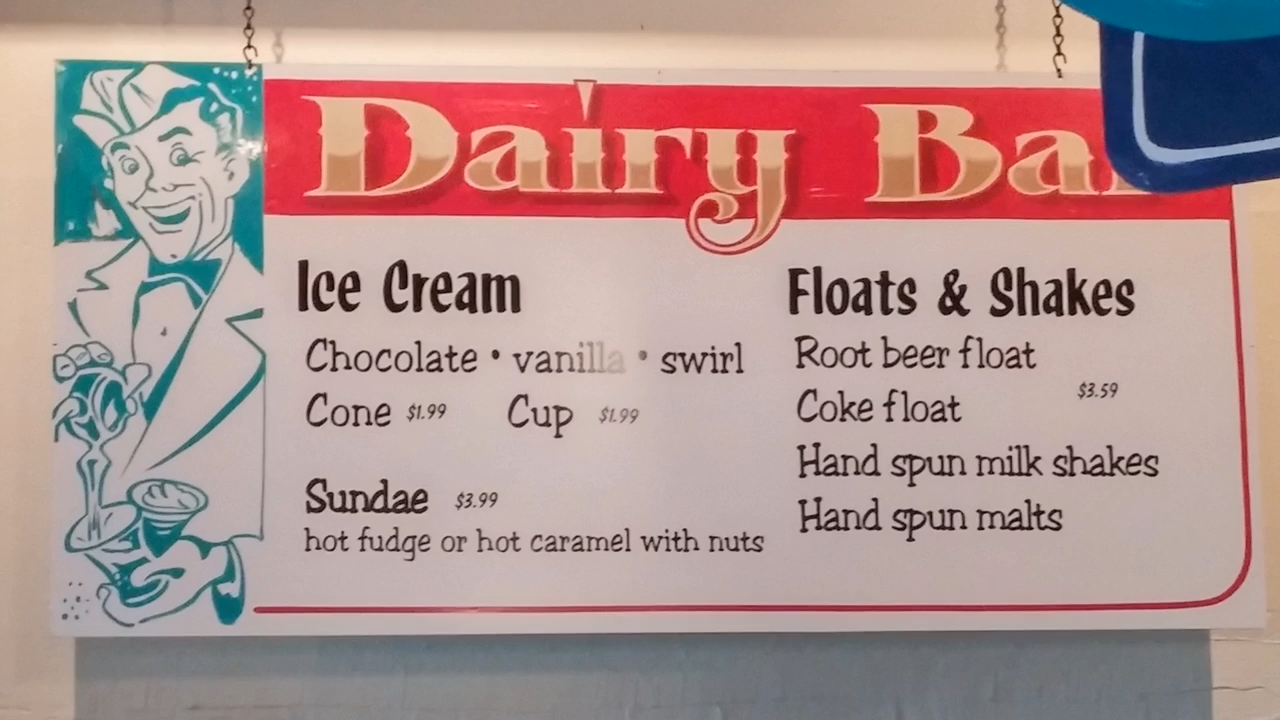 Dairy Bar
Ice Cream
Chocolate • vanilla • swirl
Cone $1.99 Cup $1.99
Sundae $3.99
hot fudge or hot caramel with nuts
Floats & Shakes
Root beer float
$3.59
Coke float
Hand spun milk shakes
Hand spun malts